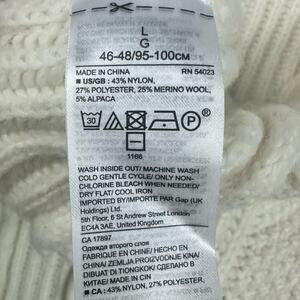 L
G
46-48/95-100CM
MADE IN CHINA RN 54023
■ US/GB : 43% NYLON,
27% POLYESTER, 25% MERINO WOOL,
5% ALPACA
30 P
1166
WASH INSIDE OUT/ MACHINE WASH
COLD GENTLE CYCLE/ ONLY NON-
CHLORINE BLEACH WHEN NEEDED/
DRY FLAT/ COOL IRON
IMPORTED BY/IMPORTE PAR Gap (UK
Holdings) Ltd.
5th Floor, 6 St Andrew Street London
EC4A 3AE, United Kingdom
CA 17897
Одежда второго слоя
FABRIQUE EN CHINE/ HECHO EN
CHINA/ ZEMLJA PROIZVODNJE KINA/
DIBUAT DI TIONGKOK/ СДЕЛАНО В
КИТАЕ/ MADE IN CIN
■ CA : 43% NYLON, 27% POLYESTER,